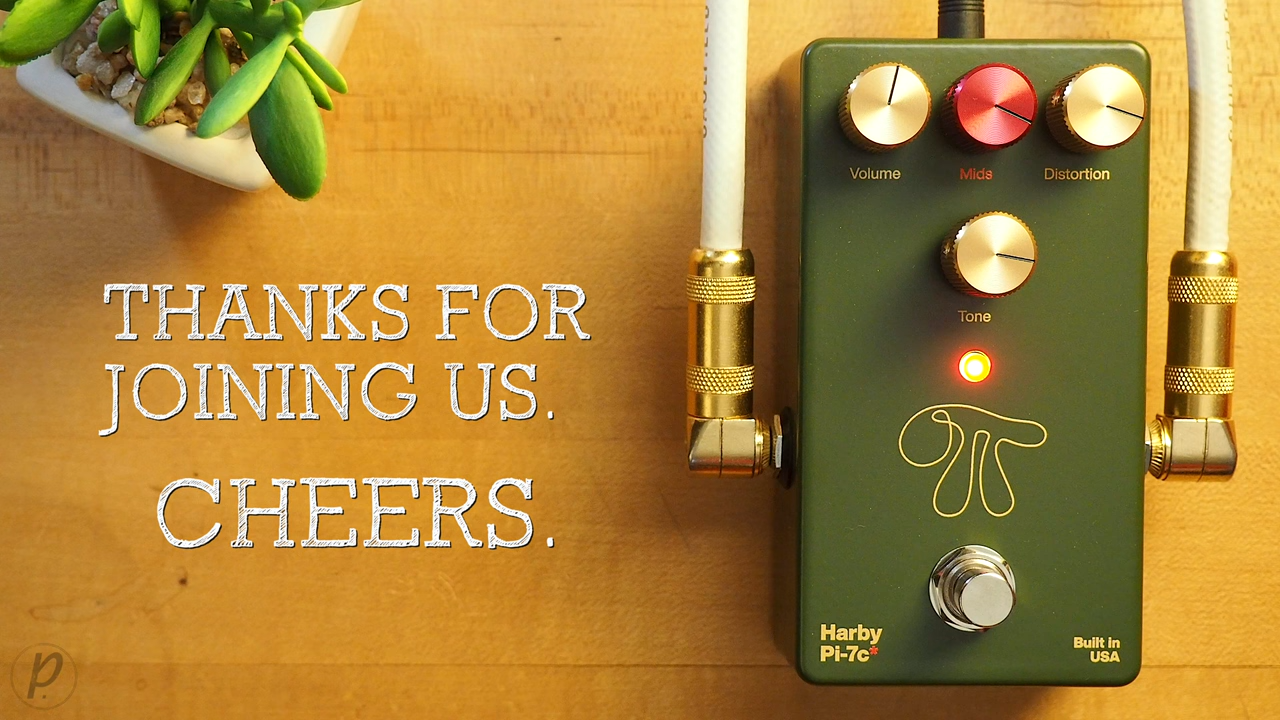 THANKS FOR
JOINING US.
CHEERS.
Volume
Mids
Distortion
Tone
Harby
Pi-7c*
Built in
USA
p.